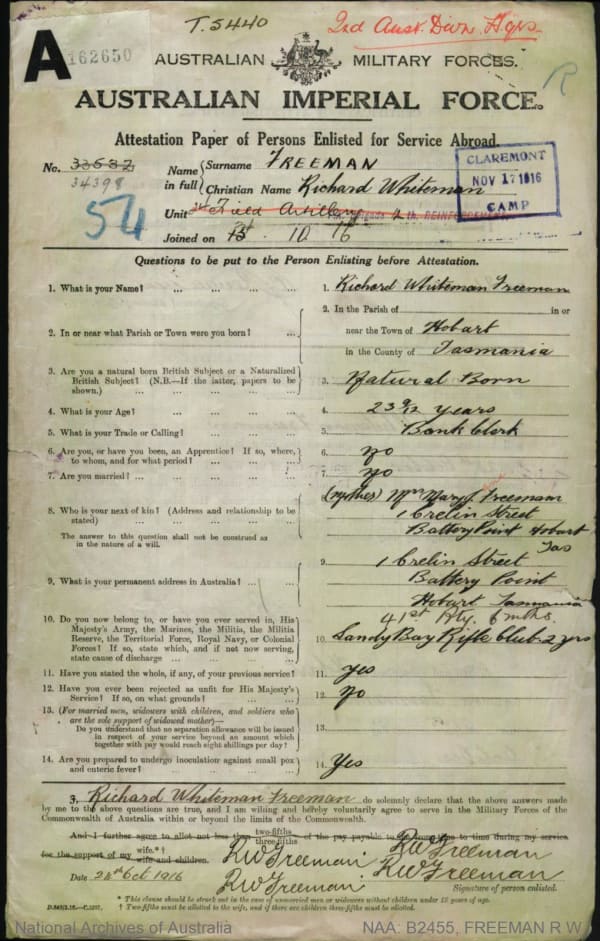 T.5440
2nd Aust. Divn Hqrs.
A
162650
R
AUSTRALIAN MILITARY FORCES.
AUSTRALIAN IMPERIAL FORCE.
Attestation Paper of Persons Enlisted for Service Abroad.
No. 33682
34398
54
Name in full
Surname FREEMAN
Christian Name Richard Whiteman
CLAREMONT
NOV 17 1916
CAMP
Unit Field Artillery REINFORCEMENT
Joined on 10 16
Questions to be put to the Person Enlisting before Attestation.
1. What is your Name? ... ... ... ...
1. Richard Whiteman Freeman
2. In or near what Parish or Town were you born? ...
2. In the Parish of in or
near the Town of Hobart
in the County of Tasmania
3. Are you a natural born British Subject or a Naturalized
British Subject? (N.B.—If the latter, papers to be
shown.) ... ... ... ...
3. Natural Born
4. What is your Age? ... ... ... ...
4. 23 9/12 years
5. What is your Trade or Calling? ... ... ...
5. Bank Clerk
6. Are you, or have you been, an Apprentice? If so, where,
to whom, and for what period? ... ... ...
6. no
7. Are you married? ... ... ... ...
7. no
8. Who is your next of kin? (Address and relationship to be
stated) ... ... ... ...
The answer to this question shall not be construed as
in the nature of a will.
8. (mother) Mrs Mary J. Freeman
1 Crelin Street
Battery Point Hobart
Tas
9. What is your permanent address in Australia? ... ...
9. 1 Crelin Street
Battery Point
Hobart Tasmania
10. Do you now belong to, or have you ever served in, His
Majesty's Army, the Marines, the Militia, the Militia
Reserve, the Territorial Force, Royal Navy, or Colonial
Forces? If so, state which, and if not now serving,
state cause of discharge ... ... ...
41st Bty. 6 mths.
10. Sandy Bay Rifle Club. 2 yrs
11. Have you stated the whole, if any, of your previous service?
11. yes
12. Have you ever been rejected as unfit for His Majesty's
Service? If so, on what grounds? ... ...
12. No
13. (For married men, widowers with children, and soldiers who
are the sole support of widowed mother)—
Do you understand that no separation allowance will be issued
in respect of your service beyond an amount which
together with pay would reach eight shillings per day?
13.
14. Are you prepared to undergo inoculation against small pox
and enteric fever? ... ... ... ...
14. Yes
I, Richard Whiteman Freeman do solemnly declare that the above answers made
by me to the above questions are true, and I am willing and hereby voluntarily agree to serve in the Military Forces of the
Commonwealth of Australia within or beyond the limits of the Commonwealth.
And I further agree to allot not less than two-fifths three-fifths of the pay payable to me from time to time during my service
for the support of my wife.*† wife and children.
RWFreeman RWFreeman
Date 24th Oct 1916 RWFreeman
RWFreeman Signature of person enlisted.
* This clause should be struck out in the case of unmarried men or widowers without children under 18 years of age.
† Two-fifths must be allotted to the wife, and if there are children three-fifths must be allotted.
National Archives of Australia NAA: B2455, FREEMAN R W